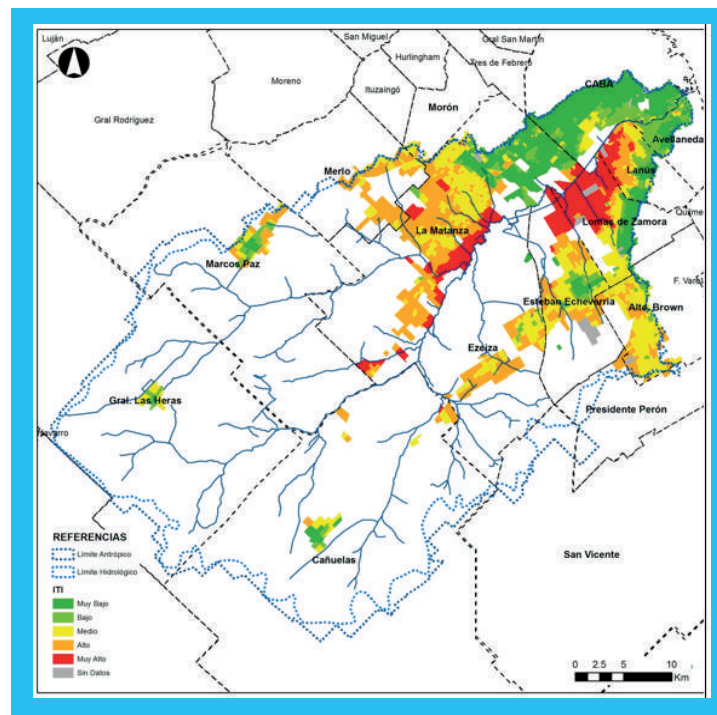 Luján
San Miguel
Gral San Martín
Hurlingham
Tres de Febrero
Moreno
Ituzaingó
CABA
Morón
Gral Rodríguez
Avellaneda
Merlo
Lanús
La Matanza
Lomas de Zamora
Marcos Paz
Esteban Echeverría
Alte. Brown
Ezeiza
Gral. Las Heras
Presidente Perón
San Vicente
Cañuelas
REFERENCIAS
Límite Antrópico
Límite Hidrológico
ITI
Muy Bajo
Bajo
Medio
Alto
Muy Alto
Sin Datos
0 2.5 5 10
Km